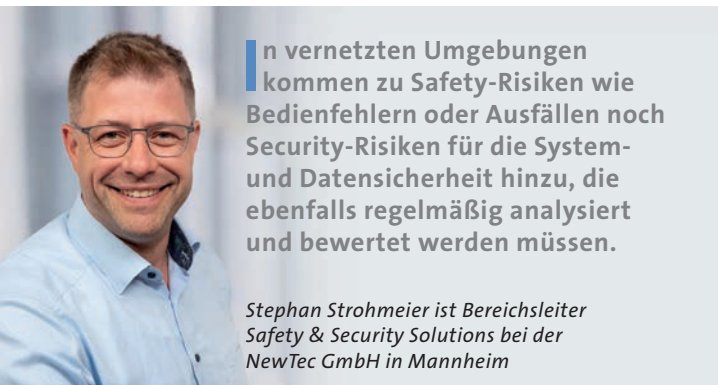 In vernetzten Umgebungen
kommen zu Safety-Risiken wie
Bedienfehlern oder Ausfällen noch
Security-Risiken für die System-
und Datensicherheit hinzu, die
ebenfalls regelmäßig analysiert
und bewertet werden müssen.
Stephan Strohmeier ist Bereichsleiter
Safety & Security Solutions bei der
NewTec GmbH in Mannheim